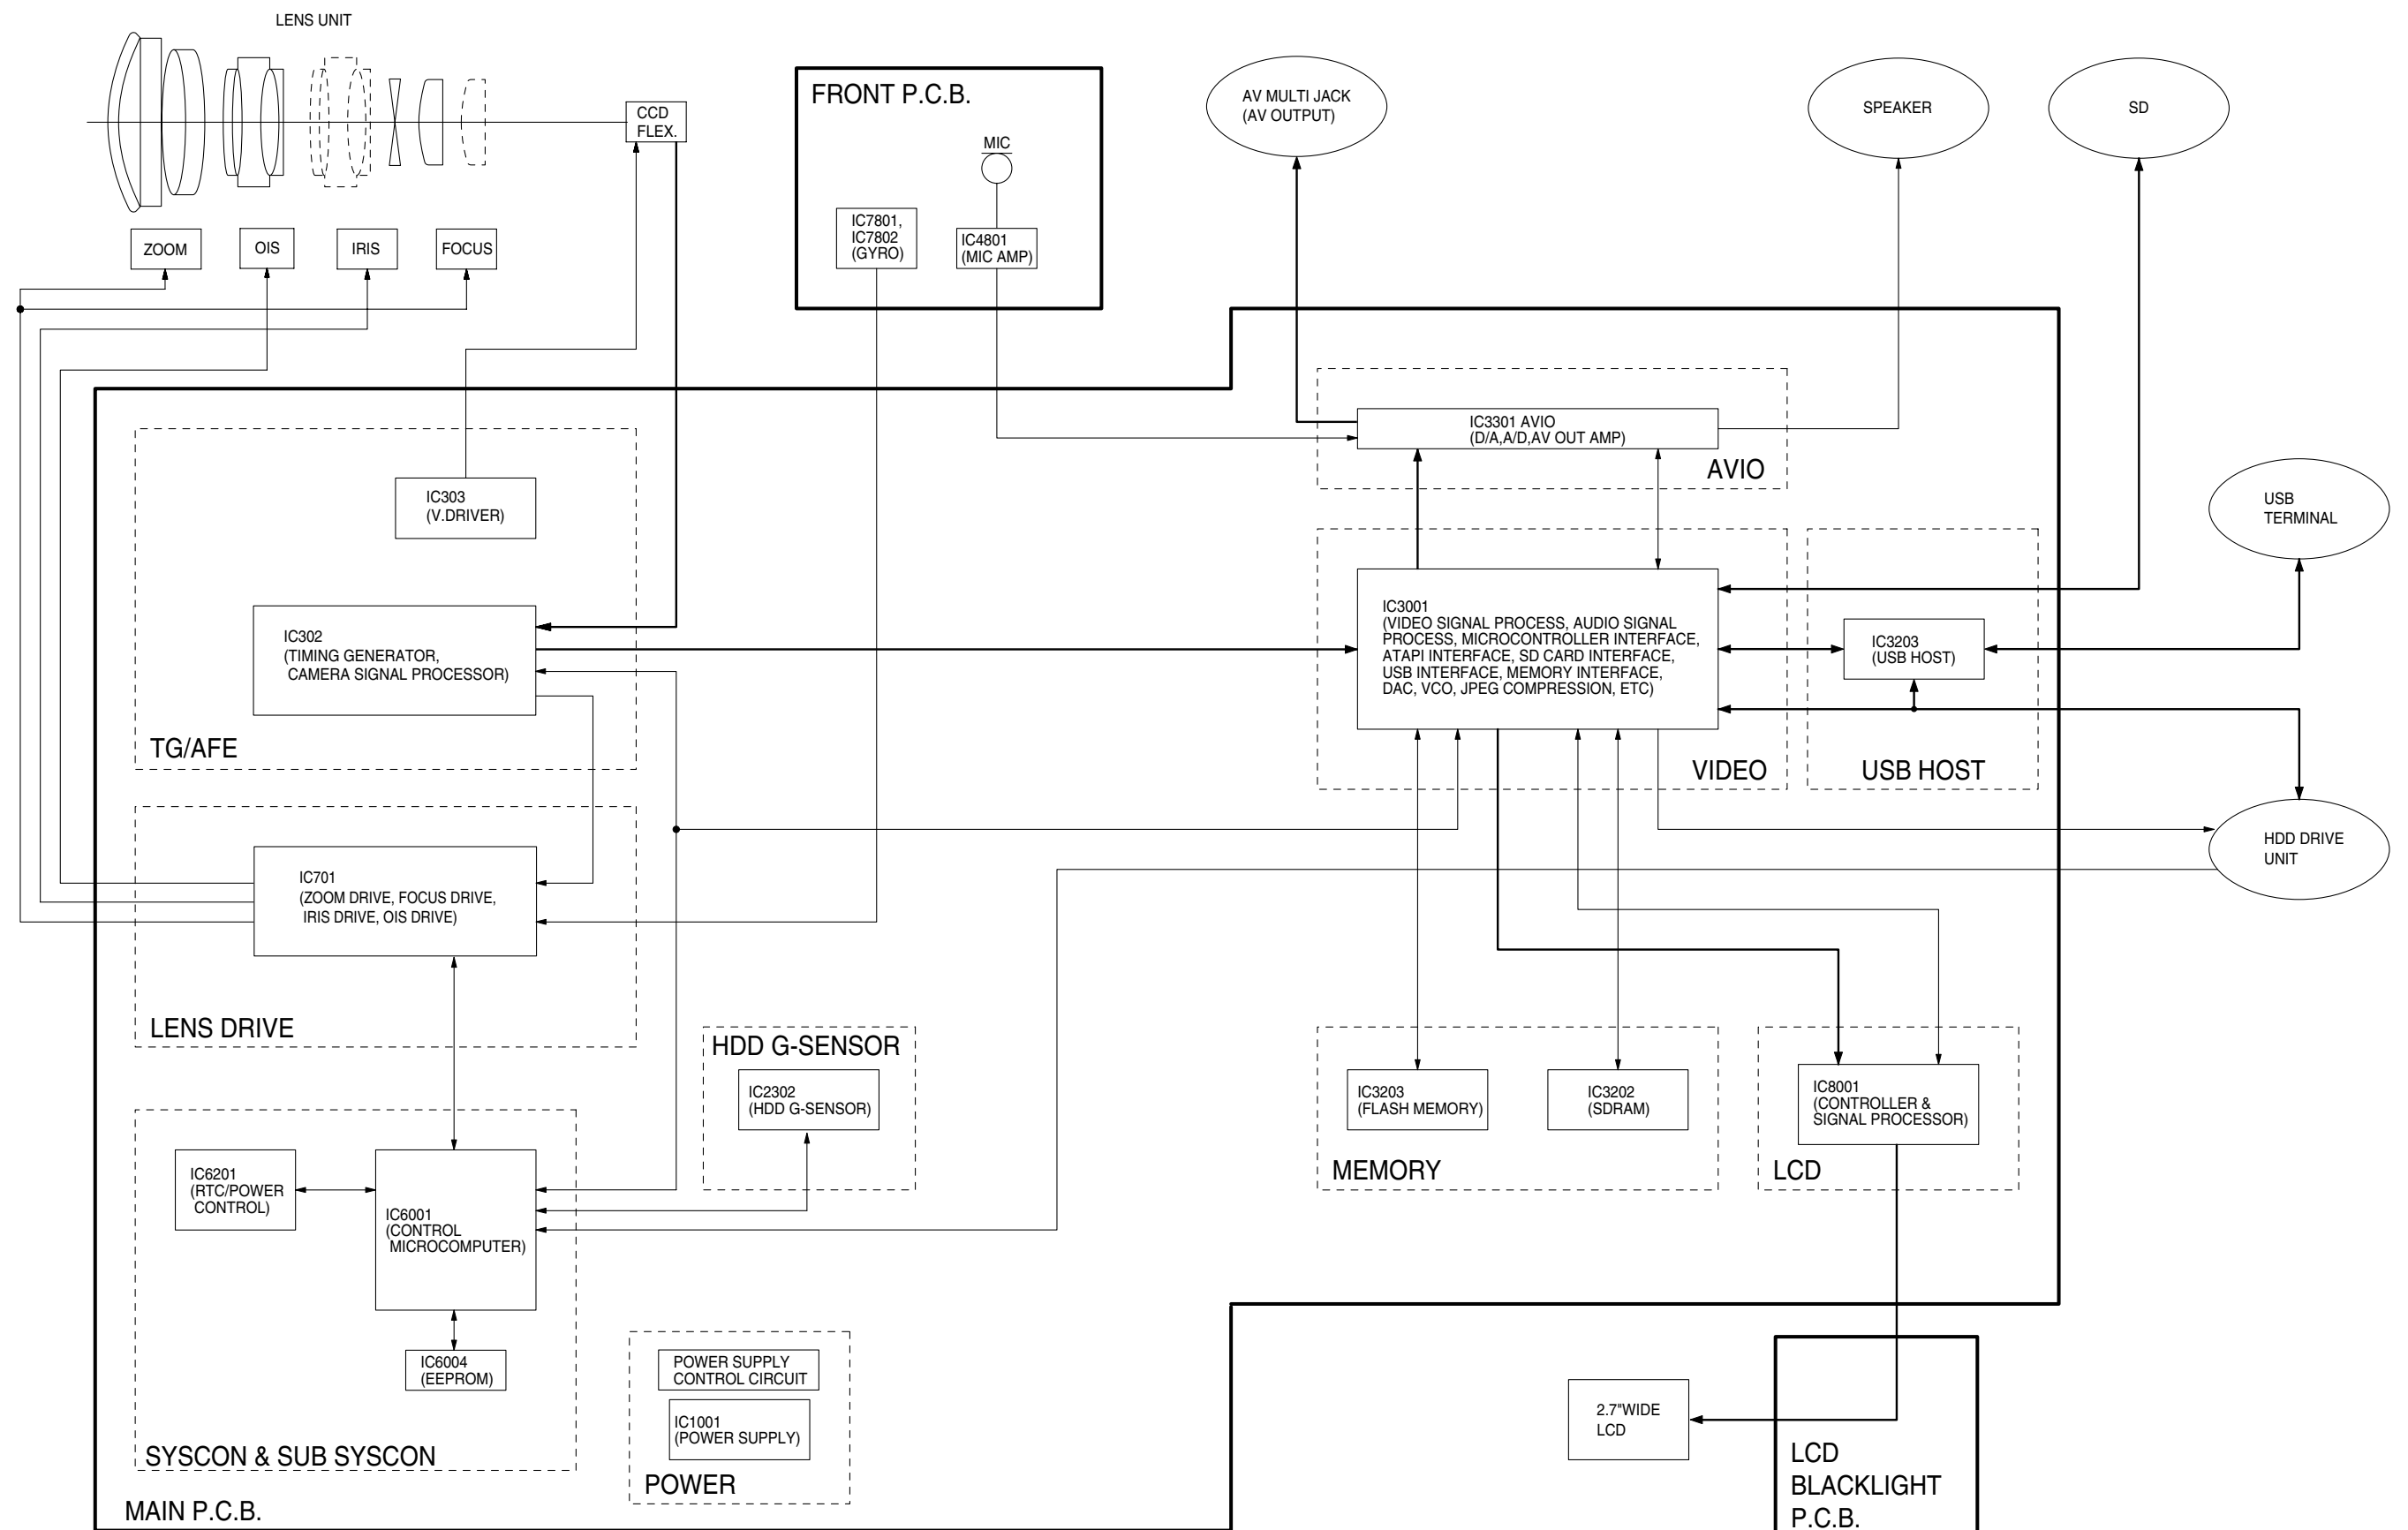 LENS UNIT
CCD
FLEX.
ZOOM
OIS
IRIS
FOCUS
FRONT P.C.B.
MIC
IC7801,
IC7802
(GYRO)
IC4801
(MIC AMP)
AV MULTI JACK
(AV OUTPUT)
SPEAKER
SD
IC3301 AVIO
(D/A,A/D,AV OUT AMP)
AVIO
IC303
(V.DRIVER)
IC302
(TIMING GENERATOR,
CAMERA SIGNAL PROCESSOR)
TG/AFE
IC3001
(VIDEO SIGNAL PROCESS, AUDIO SIGNAL
PROCESS, MICROCONTROLLER INTERFACE,
ATAPI INTERFACE, SD CARD INTERFACE,
USB INTERFACE, MEMORY INTERFACE,
DAC, VCO, JPEG COMPRESSION, ETC)
VIDEO
IC3203
(USB HOST)
USB HOST
USB
TERMINAL
HDD DRIVE
UNIT
IC701
(ZOOM DRIVE, FOCUS DRIVE,
IRIS DRIVE, OIS DRIVE)
LENS DRIVE
HDD G-SENSOR
IC2302
(HDD G-SENSOR)
IC3203
(FLASH MEMORY)
IC3202
(SDRAM)
MEMORY
IC8001
(CONTROLLER &
SIGNAL PROCESSOR)
LCD
IC6201
(RTC/POWER
CONTROL)
IC6001
(CONTROL
MICROCOMPUTER)
IC6004
(EEPROM)
SYSCON & SUB SYSCON
POWER SUPPLY
CONTROL CIRCUIT
IC1001
(POWER SUPPLY)
POWER
MAIN P.C.B.
2.7"WIDE
LCD
LCD
BLACKLIGHT
P.C.B.